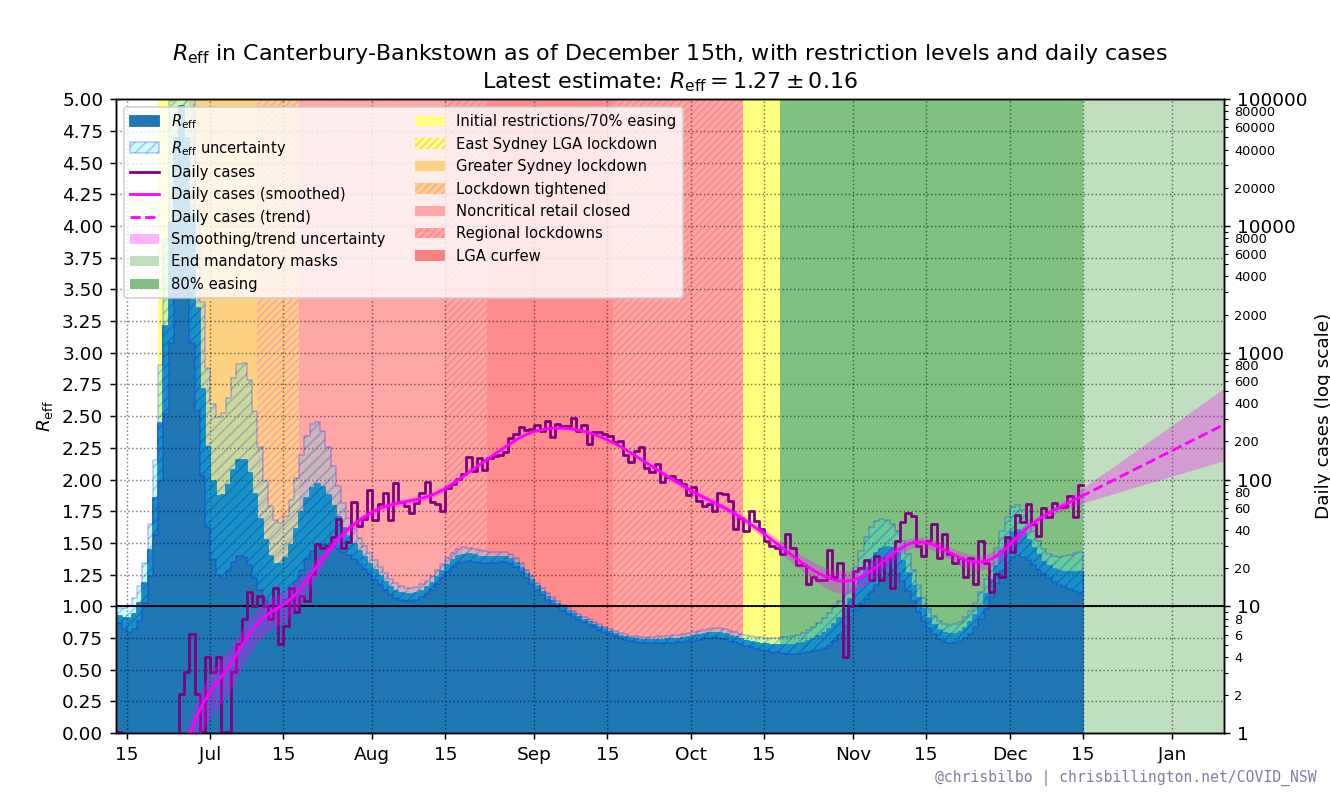 Reff in Canterbury-Bankstown as of December 15th, with restriction levels and daily cases
Latest estimate: Reff = 1.27 ± 0.16
Reff
Reff uncertainty
Daily cases
Daily cases (smoothed)
Daily cases (trend)
Smoothing/trend uncertainty
End mandatory masks
80% easing
Initial restrictions/70% easing
East Sydney LGA lockdown
Greater Sydney lockdown
Lockdown tightened
Noncritical retail closed
Regional lockdowns
LGA curfew
Reff
5.00
4.75
4.50
4.25
4.00
3.75
3.50
3.25
3.00
2.75
2.50
2.25
2.00
1.75
1.50
1.25
1.00
0.75
0.50
0.25
0.00
15
Jul
15
Aug
15
Sep
15
Oct
15
Nov
15
Dec
15
Jan
100000
80000
60000
40000
20000
10000
8000
6000
4000
2000
1000
800
600
400
200
100
80
60
40
20
10
8
6
4
2
1
Daily cases (log scale)
@chrisbilbo | chrisbillington.net/COVID_NSW